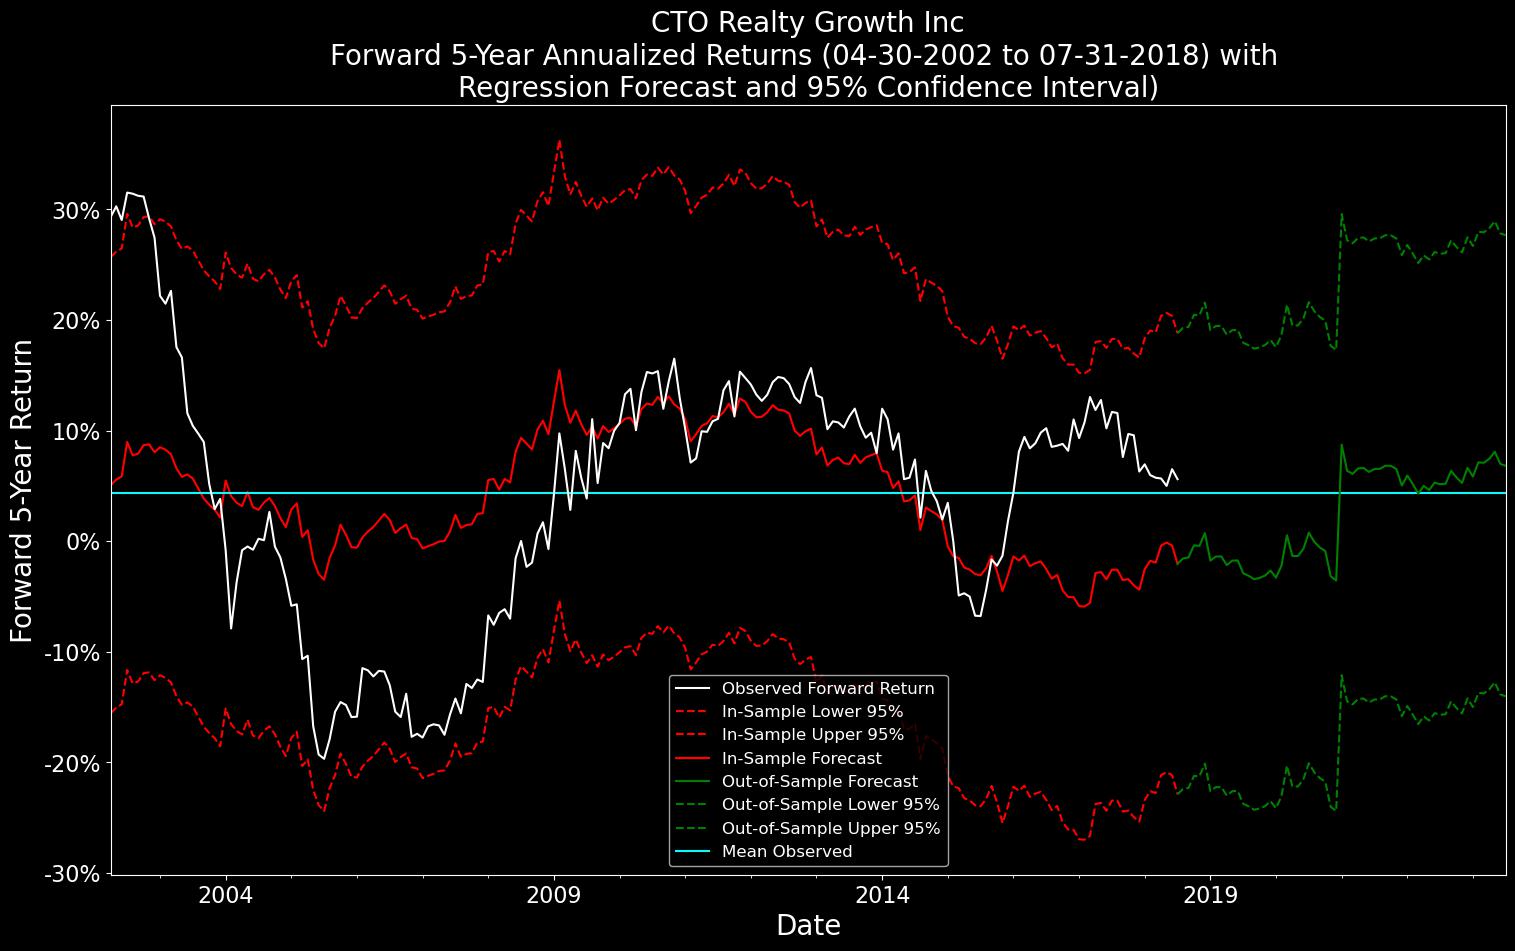 CTO Realty Growth Inc
Forward 5-Year Annualized Returns (04-30-2002 to 07-31-2018) with
Regression Forecast and 95% Confidence Interval)
Forward 5-Year Return
30%
20%
10%
0%
-10%
-20%
-30%
Observed Forward Return
In-Sample Lower 95%
In-Sample Upper 95%
In-Sample Forecast
Out-of-Sample Forecast
Out-of-Sample Lower 95%
Out-of-Sample Upper 95%
Mean Observed
2004
2009
2014
2019
Date